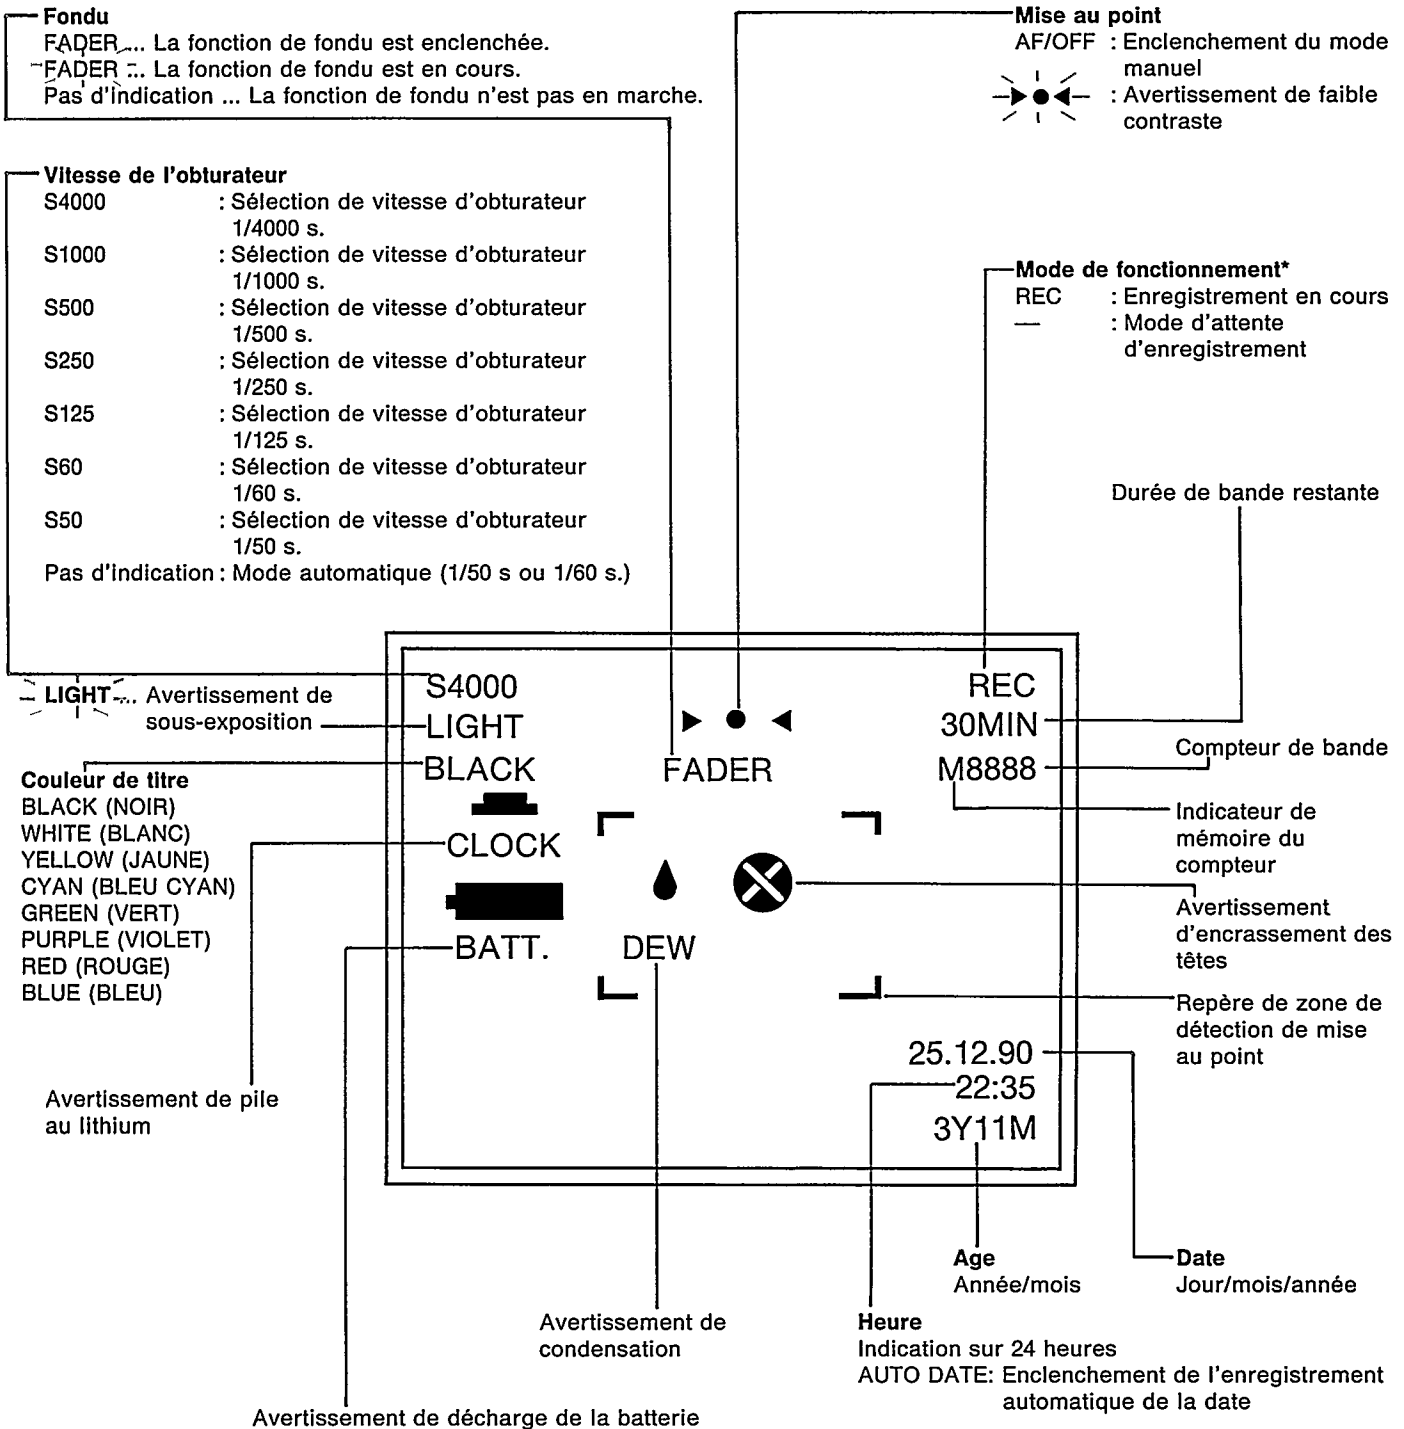 Fondu
FADER ... La fonction de fondu est enclenchée.
FADER ... La fonction de fondu est en cours.
Pas d'indication ... La fonction de fondu n'est pas en marche.
Mise au point
AF/OFF : Enclenchement du mode
manuel
: Avertissement de faible
contraste
Vitesse de l'obturateur
S4000 : Sélection de vitesse d'obturateur
1/4000 s.
S1000 : Sélection de vitesse d'obturateur
1/1000 s.
S500 : Sélection de vitesse d'obturateur
1/500 s.
S250 : Sélection de vitesse d'obturateur
1/250 s.
S125 : Sélection de vitesse d'obturateur
1/125 s.
S60 : Sélection de vitesse d'obturateur
1/60 s.
S50 : Sélection de vitesse d'obturateur
1/50 s.
Pas d'indication : Mode automatique (1/50 s ou 1/60 s.)
Mode de fonctionnement*
REC : Enregistrement en cours
— : Mode d'attente
d'enregistrement
Durée de bande restante
LIGHT ... Avertissement de
sous-exposition
Couleur de titre
BLACK (NOIR)
WHITE (BLANC)
YELLOW (JAUNE)
CYAN (BLEU CYAN)
GREEN (VERT)
PURPLE (VIOLET)
RED (ROUGE)
BLUE (BLEU)
Avertissement de pile
au lithium
S4000
LIGHT
BLACK
CLOCK
BATT.
FADER
DEW
REC
30MIN
M8888
25.12.90
22:35
3Y11M
Compteur de bande
Indicateur de
mémoire du
compteur
Avertissement
d'encrassement des
têtes
Repère de zone de
détection de mise
au point
Age
Année/mois
Date
Jour/mois/année
Avertissement de
condensation
Heure
Indication sur 24 heures
AUTO DATE: Enclenchement de l'enregistrement
automatique de la date
Avertissement de décharge de la batterie